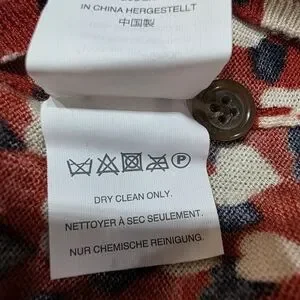 IN CHINA HERGESTELLT
中国製
P
DRY CLEAN ONLY.
NETTOYER À SEC SEULEMENT.
NUR CHEMISCHE REINIGUNG.